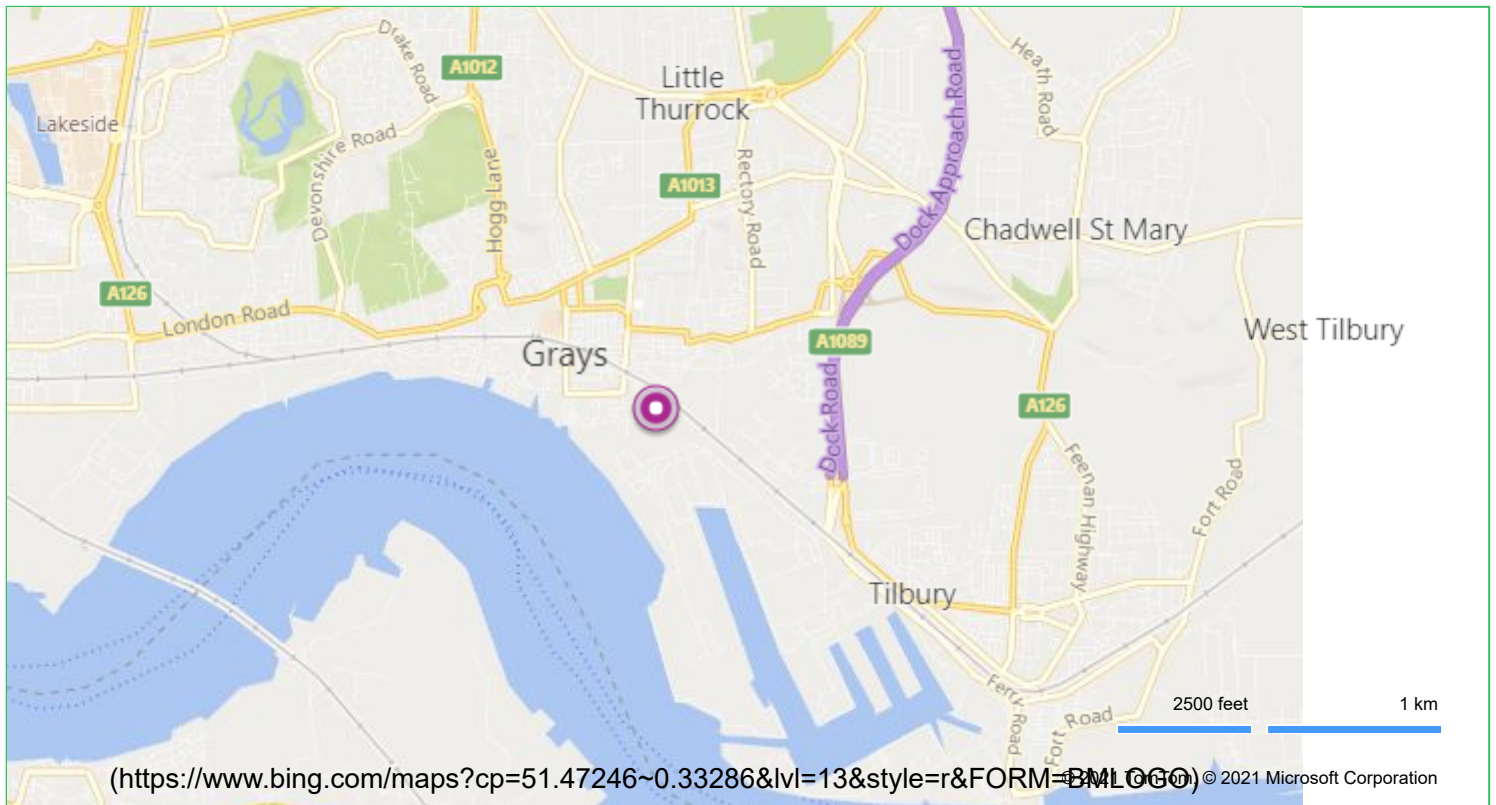 Drake Road
A1012
Little
Thurrock
Dock Approach Road
Heath Road
Lakeside
Devonshire Road
Hogg Lane
A1013
Rectory Road
Chadwell St Mary
A126
London Road
Grays
A1089
West Tilbury
Dock Road
A126
Feenan Highway
Fort Road
Tilbury
Ferry Road
Fort Road
2500 feet
1 km
(https://www.bing.com/maps?cp=51.47246~0.33286&lvl=13&style=r&FORM=BMLOGO)
© 2021 TomTom, © 2021 Microsoft Corporation